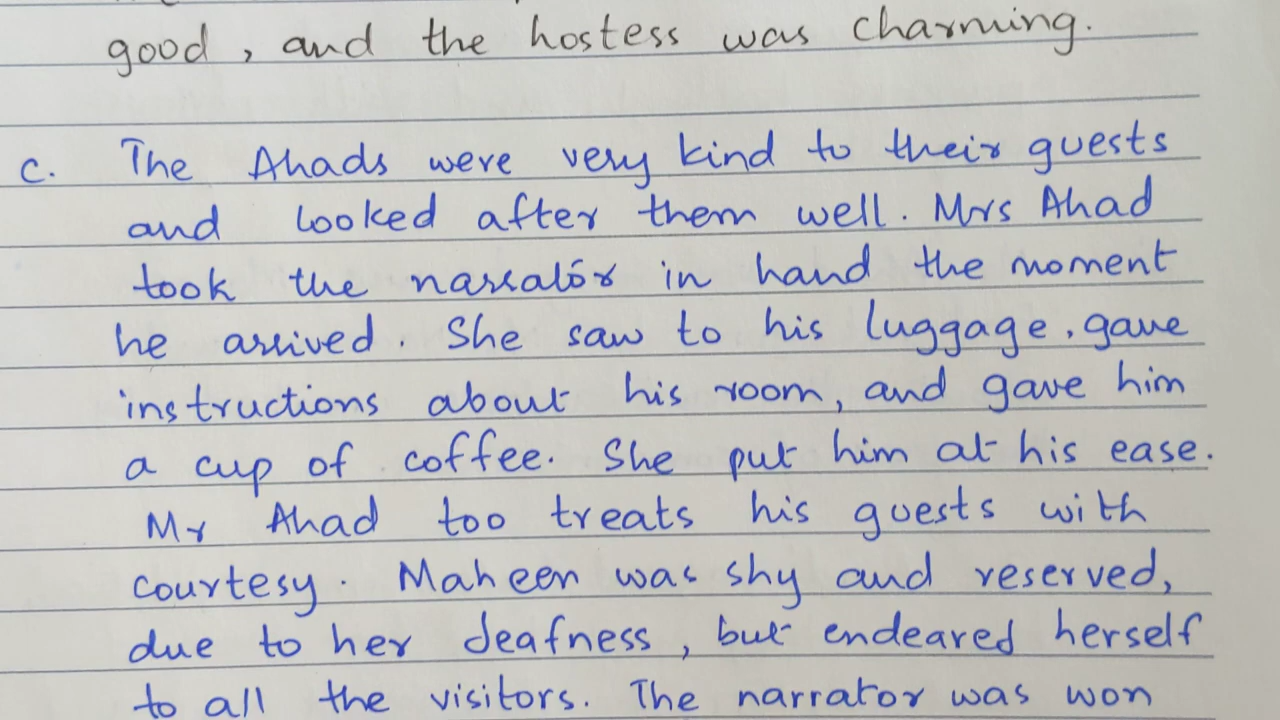 good, and the hostess was charming.
c. The Ahads were very kind to their guests
and looked after them well. Mrs Ahad
took the narrator in hand the moment
he arrived. She saw to his luggage, gave
instructions about his room, and gave him
a cup of coffee. She put him at his ease.
Mr Ahad too treats his guests with
courtesy. Maheen was shy and reserved,
due to her deafness, but endeared herself
to all the visitors. The narrator was won